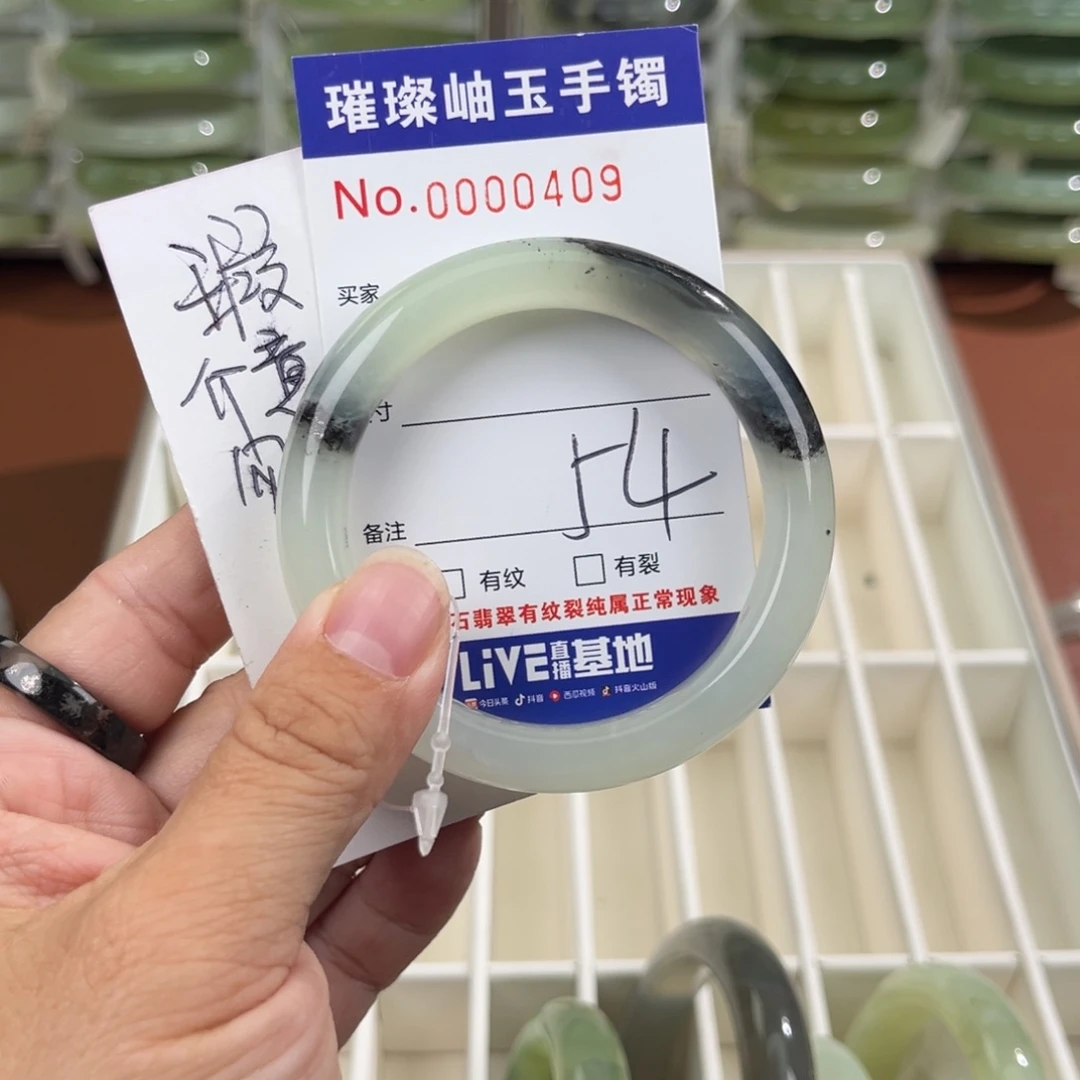 璀璨岫玉手镯
No.0000409
买家
寸
54
备注
有纹 有裂
石翡翠有纹裂纯属正常现象
LiVE直播基地
今日头条 抖音 西瓜视频 抖音火山版